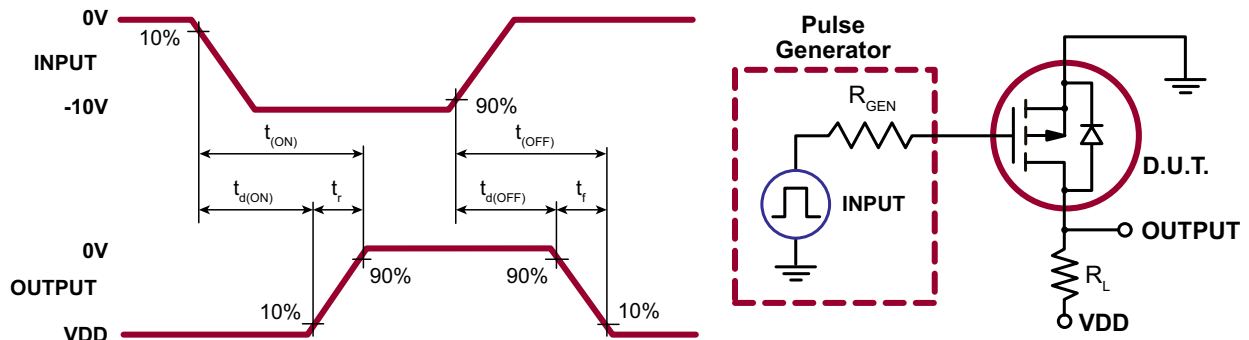 0V
10%
INPUT
-10V
90%
t(ON)
t(OFF)
td(ON)
tr
td(OFF)
tf
0V
OUTPUT
90%
90%
10%
10%
VDD
Pulse
Generator
RGEN
INPUT
D.U.T.
OUTPUT
RL
VDD